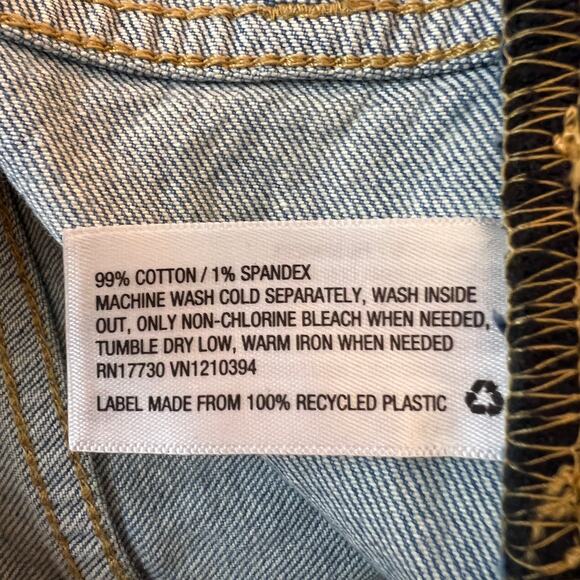 99% COTTON / 1% SPANDEX
MACHINE WASH COLD SEPARATELY, WASH INSIDE
OUT, ONLY NON-CHLORINE BLEACH WHEN NEEDED,
TUMBLE DRY LOW, WARM IRON WHEN NEEDED
RN17730 VN1210394
LABEL MADE FROM 100% RECYCLED PLASTIC